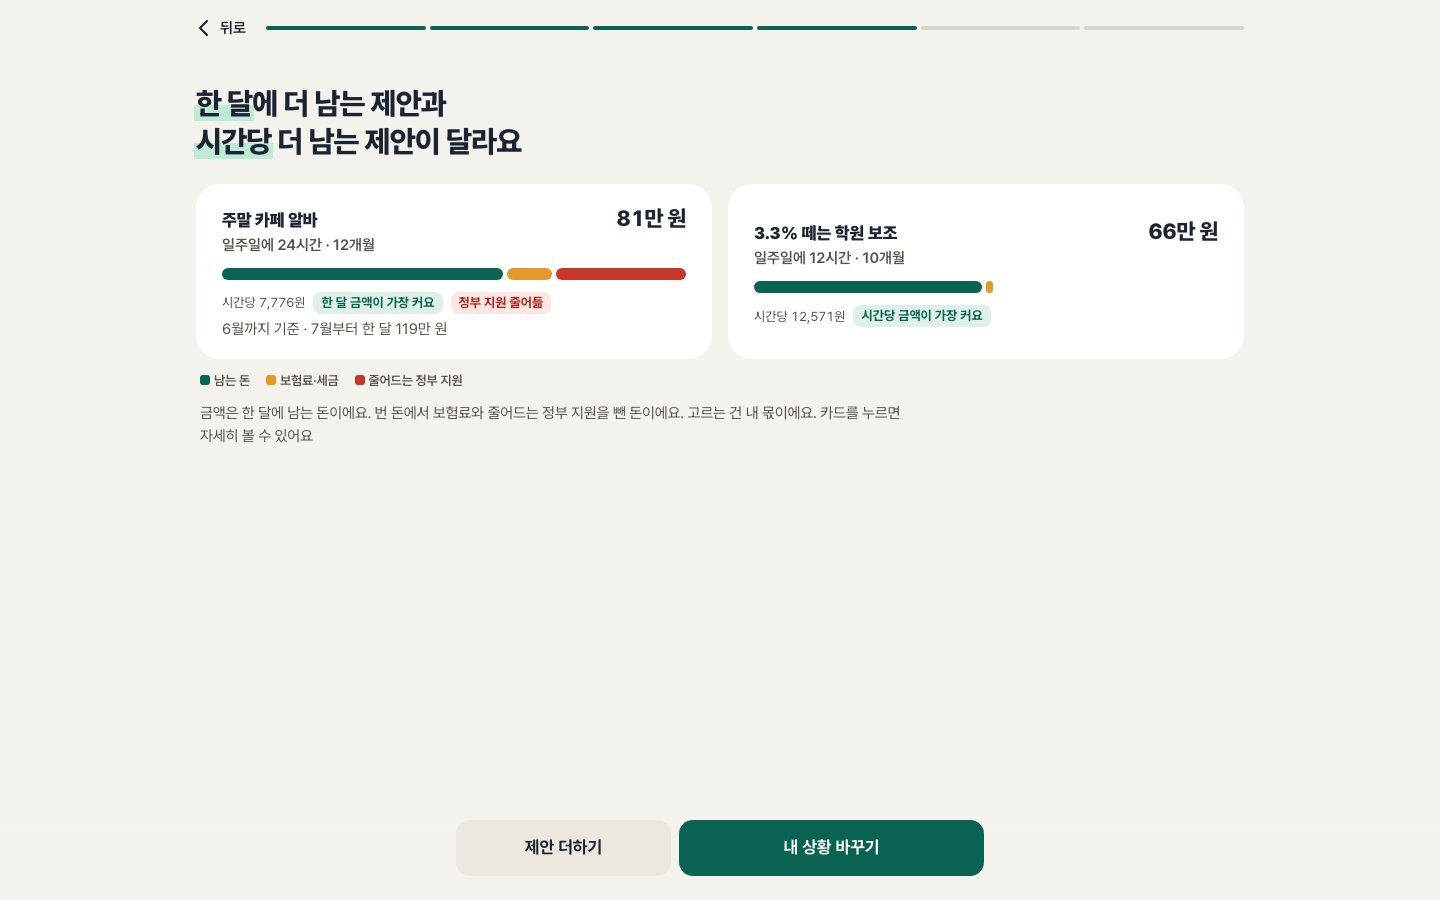 뒤로
한 달에 더 남는 제안과
시간당 더 남는 제안이 달라요
주말 카페 알바
81만 원
일주일에 24시간 · 12개월
시간당 7,776원 한 달 금액이 가장 커요 정부 지원 줄어듦
6월까지 기준 · 7월부터 한 달 119만 원
3.3% 떼는 학원 보조
66만 원
일주일에 12시간 · 10개월
시간당 12,571원 시간당 금액이 가장 커요
남는 돈 보험료·세금 줄어드는 정부 지원
금액은 한 달에 남는 돈이에요. 번 돈에서 보험료와 줄어드는 정부 지원을 뺀 돈이에요. 고르는 건 내 몫이에요. 카드를 누르면
자세히 볼 수 있어요
제안 더하기
내 상황 바꾸기